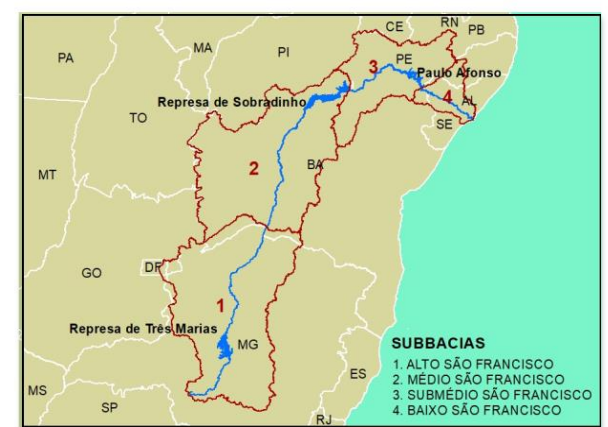 CE
RN
PB
MA
PI
PA
PE
3
Paulo Afonso
Represa de Sobradinho
4
AL
TO
SE
BA
2
MT
DF
GO
1
Represa de Três Marias
MG
ES
MS
SP
RJ
SUBBACIAS
1. ALTO SÃO FRANCISCO
2. MÉDIO SÃO FRANCISCO
3. SUBMÉDIO SÃO FRANCISCO
4. BAIXO SÃO FRANCISCO